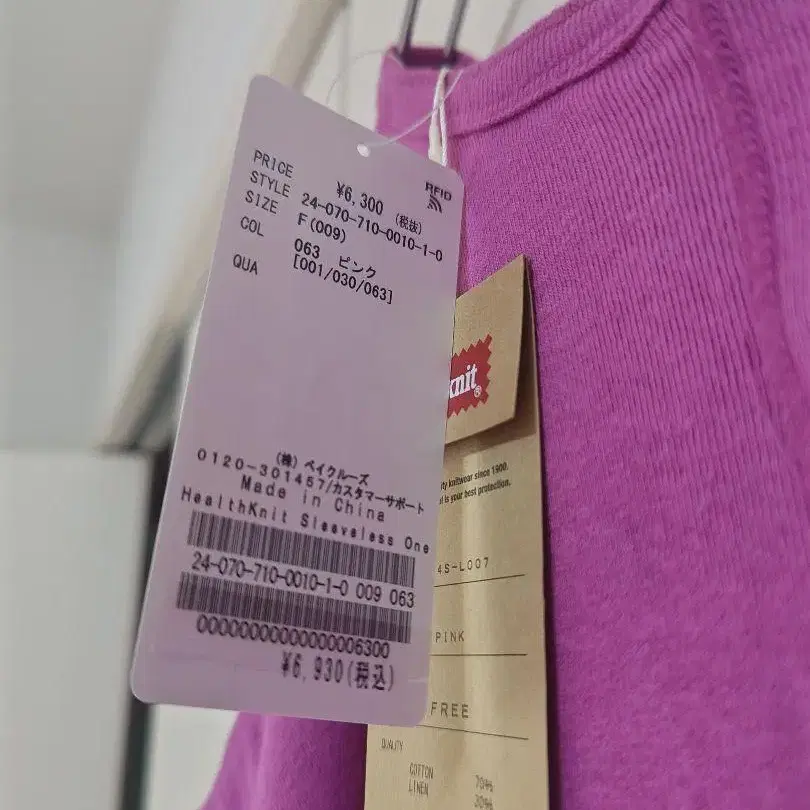 PRICE ¥6,300 (税抜)
RFID
STYLE 24-070-710-0010-1-0
SIZE F(009)
COL 063 ピンク
QUA [001/030/063]
(株) ベイクルーズ
0120-301457/カスタマーサポート
Made in China
HealthKnit Sleeveless One
24-070-710-0010-1-0 009 063
00000000000000006300
¥6,930(税込)
knit®
ty knitwear since 1900.
is your best protection.
4S-L007
PINK
FREE
QUALITY
COTTON 70%
LINEN 30%